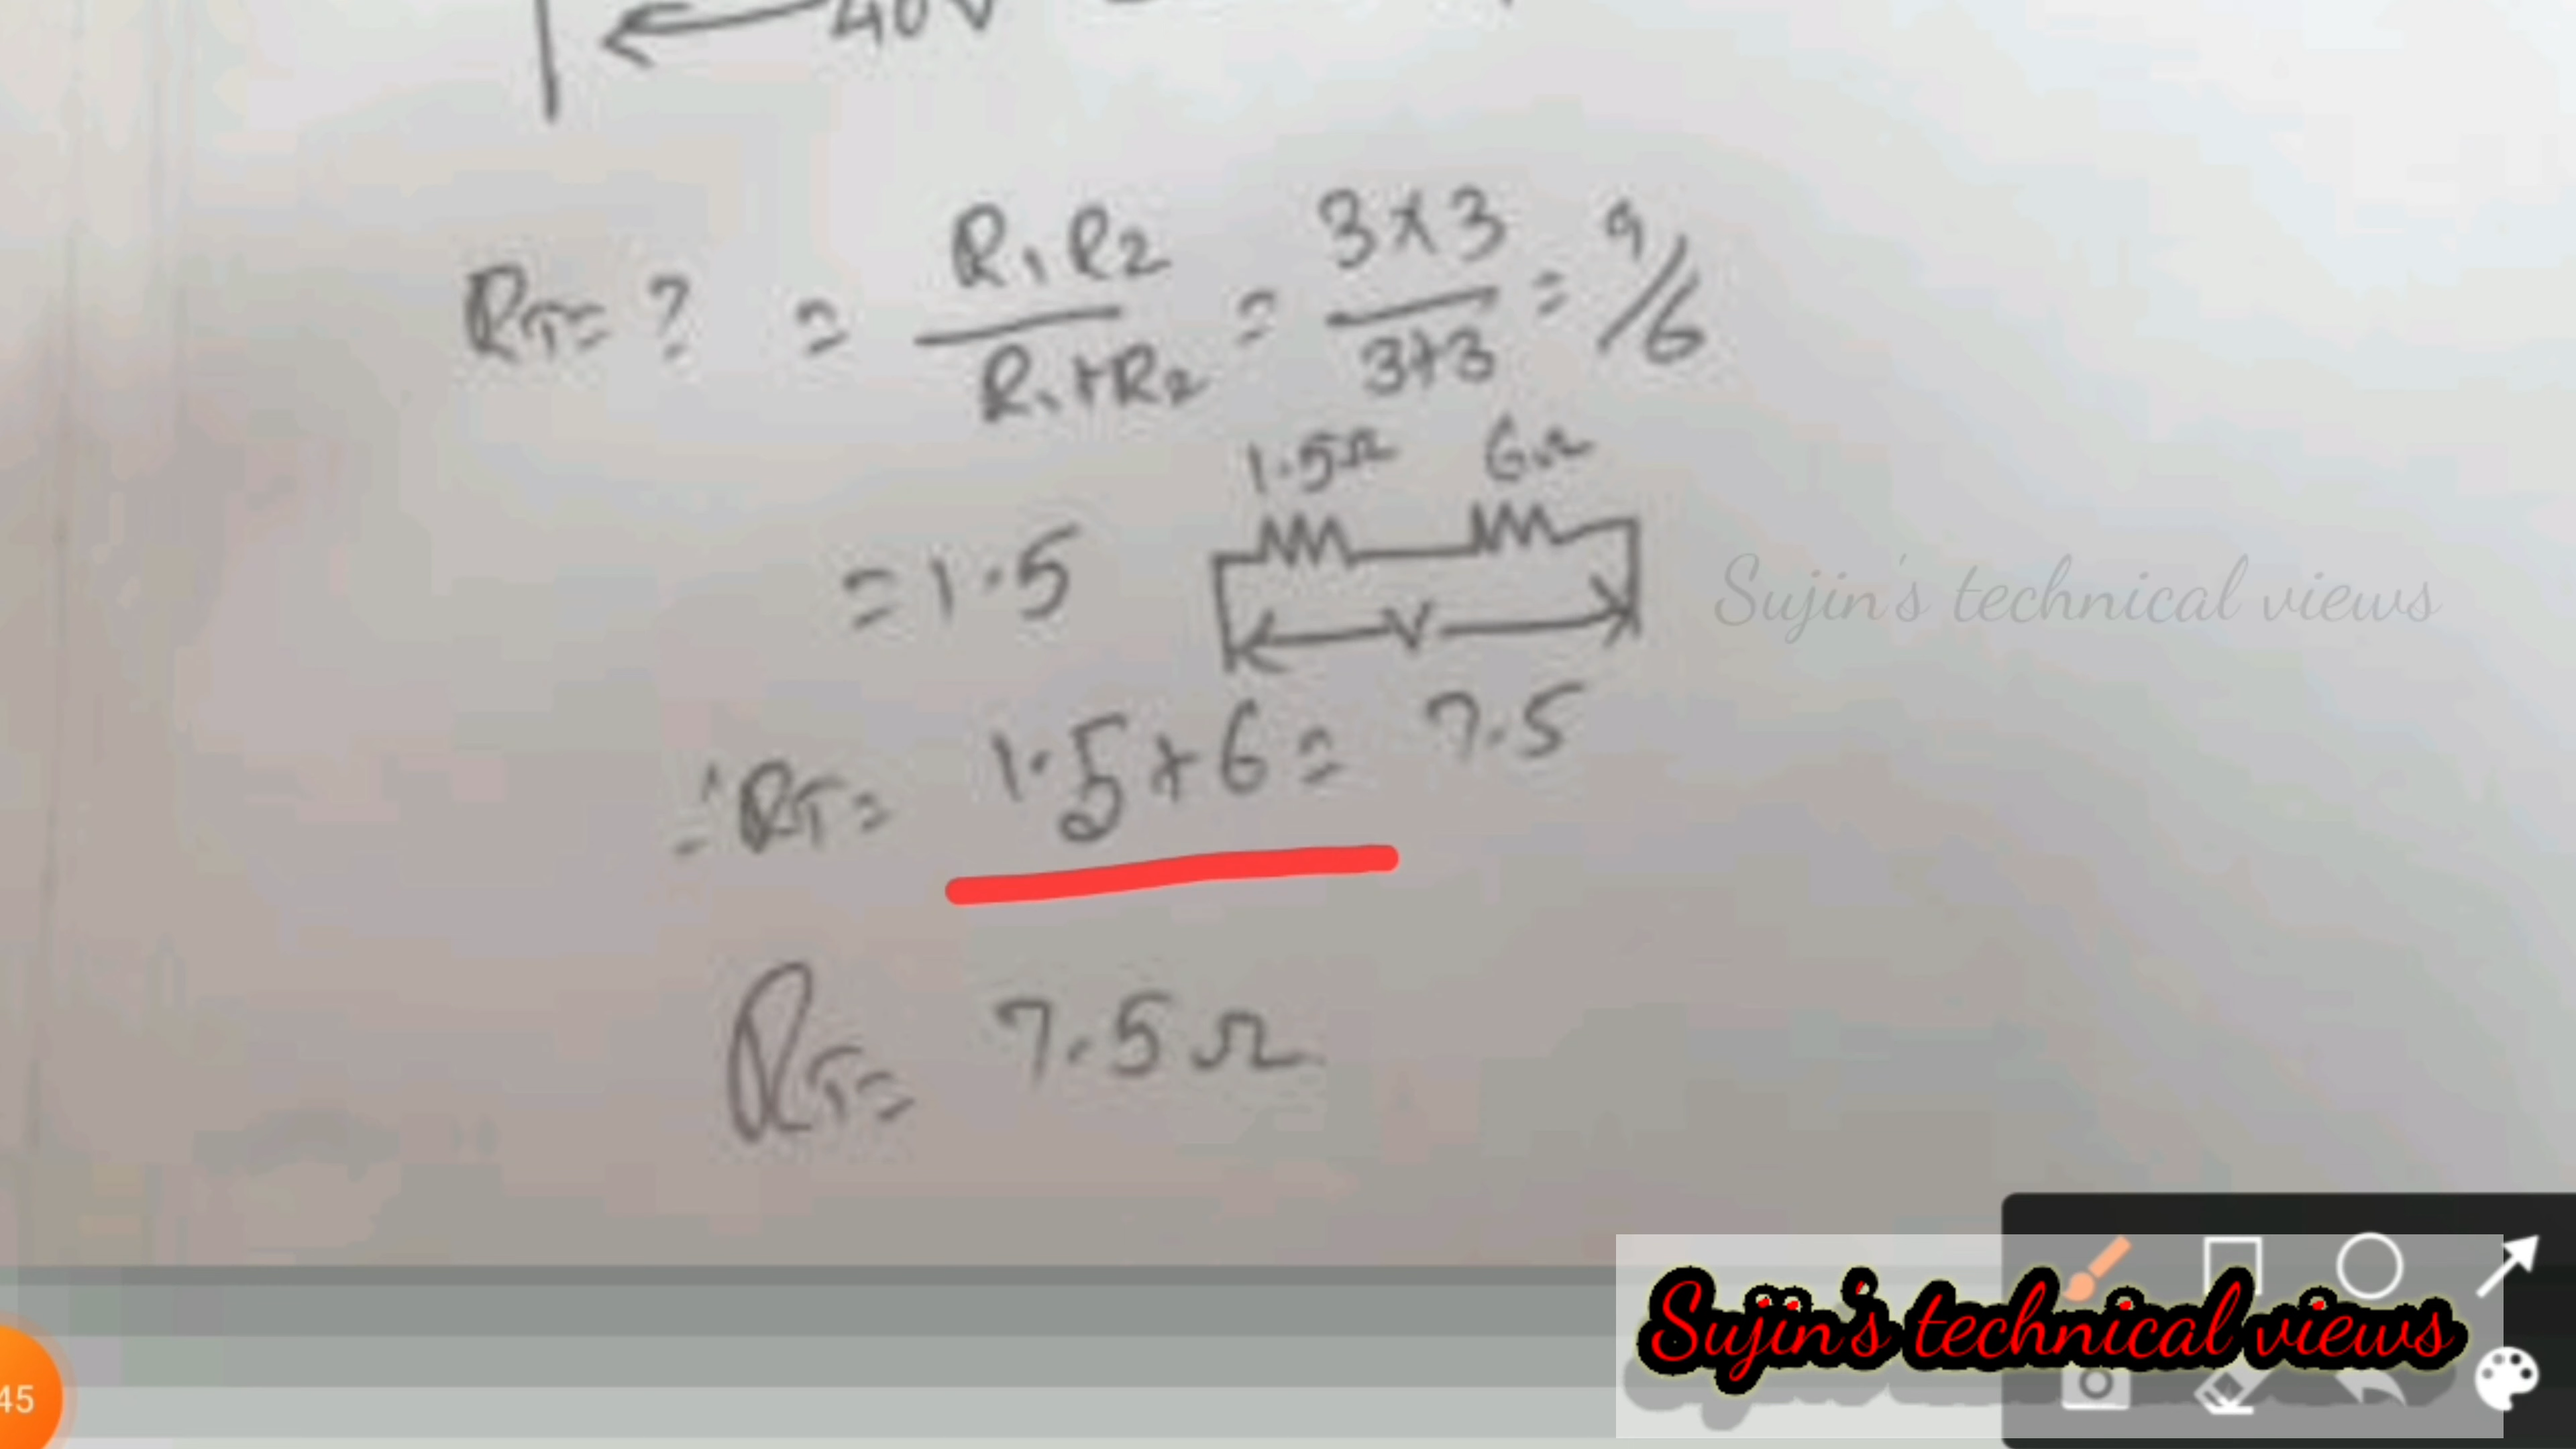 40V
RT= ? = R1R2 / R1+R2 = 3×3 / 3+3 = 9/6
1.5Ω 6Ω
=1.5
V
Sujin's technical views
∴ RT= 1.5+6= 7.5
RT= 7.5Ω
Sujin's technical views
45